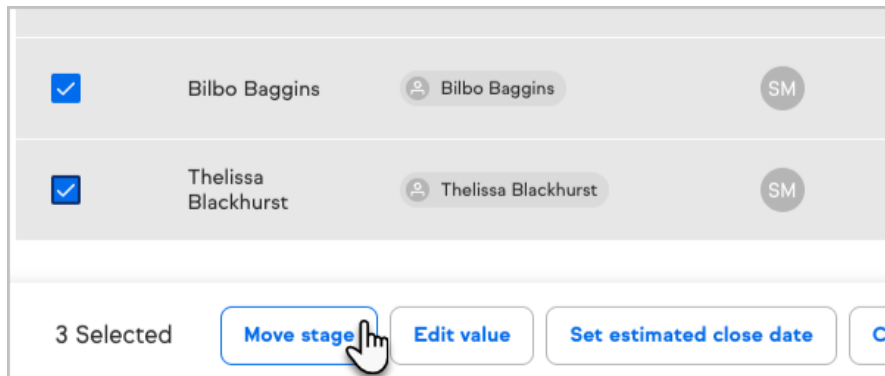 Bilbo Baggins Bilbo Baggins SM
Thelissa
Blackhurst Thelissa Blackhurst SM
3 Selected Move stage Edit value Set estimated close date